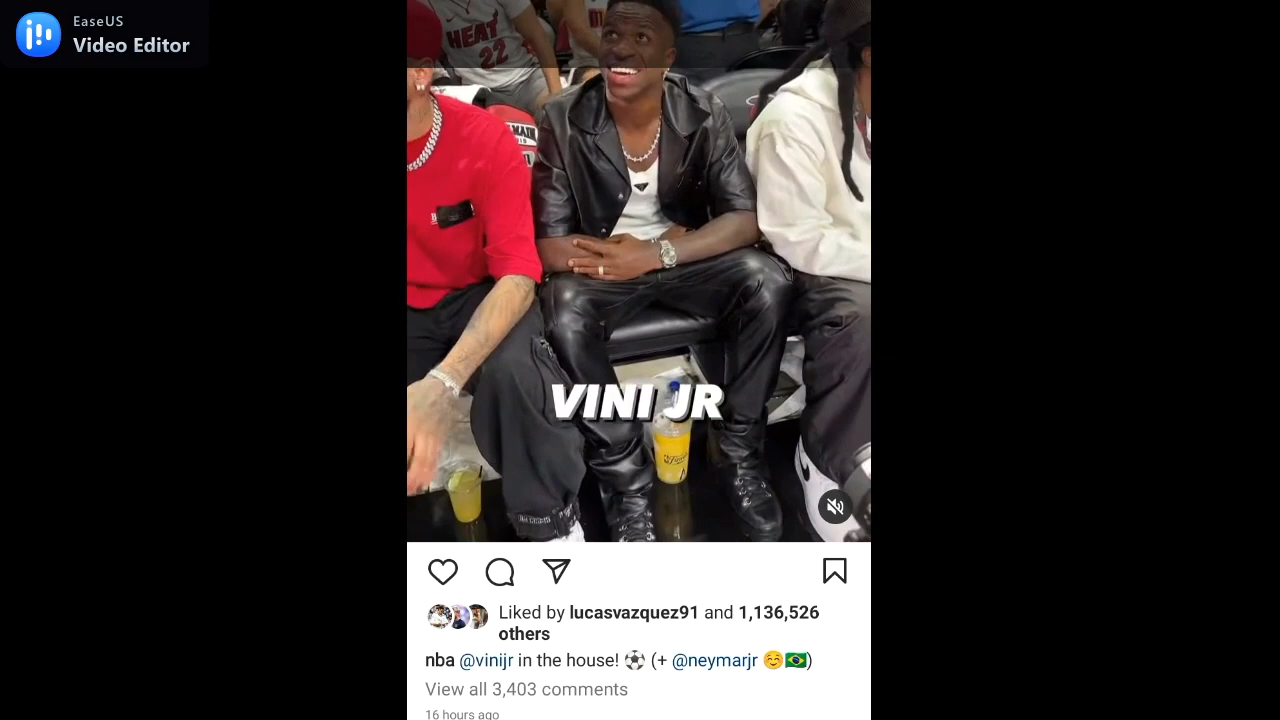 EaseUS
Video Editor
HEAT
22
VINI JR
Liked by lucasvazquez91 and 1,136,526
others
nba @vinijr in the house! ⚽ (+ @neymarjr ☺️🇧🇷)
View all 3,403 comments
16 hours ago